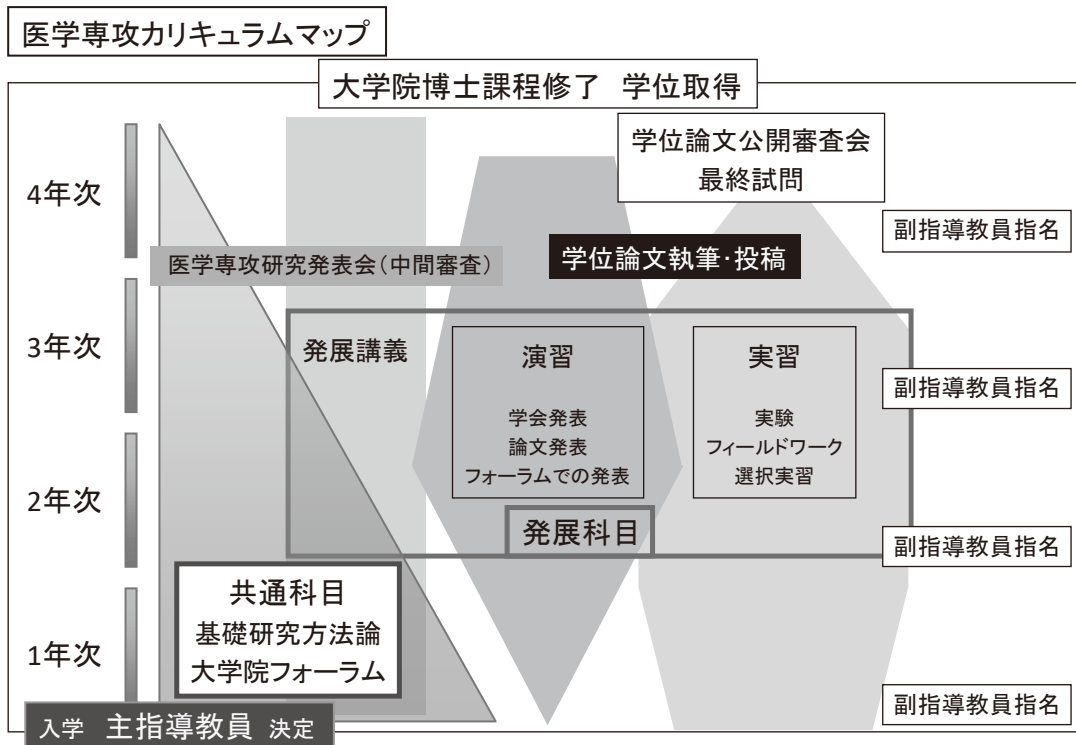 医学専攻カリキュラムマップ
大学院博士課程修了 学位取得
学位論文公開審査会
最終試問
4年次
副指導教員指名
医学専攻研究発表会(中間審査)
学位論文執筆・投稿
3年次
発展講義
演習
実習
副指導教員指名
学会発表
論文発表
フォーラムでの発表
実験
フィールドワーク
選択実習
2年次
発展科目
副指導教員指名
共通科目
基礎研究方法論
大学院フォーラム
1年次
副指導教員指名
入学 主指導教員 決定